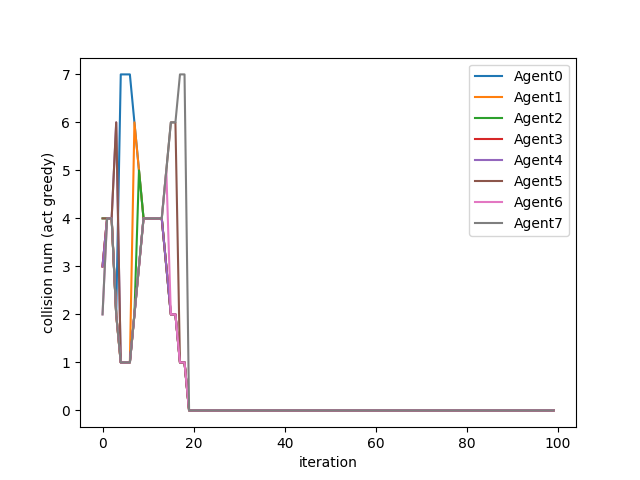 7
6
5
4
3
2
1
0
collision num (act greedy)
0
20
40
60
80
100
iteration
Agent0
Agent1
Agent2
Agent3
Agent4
Agent5
Agent6
Agent7